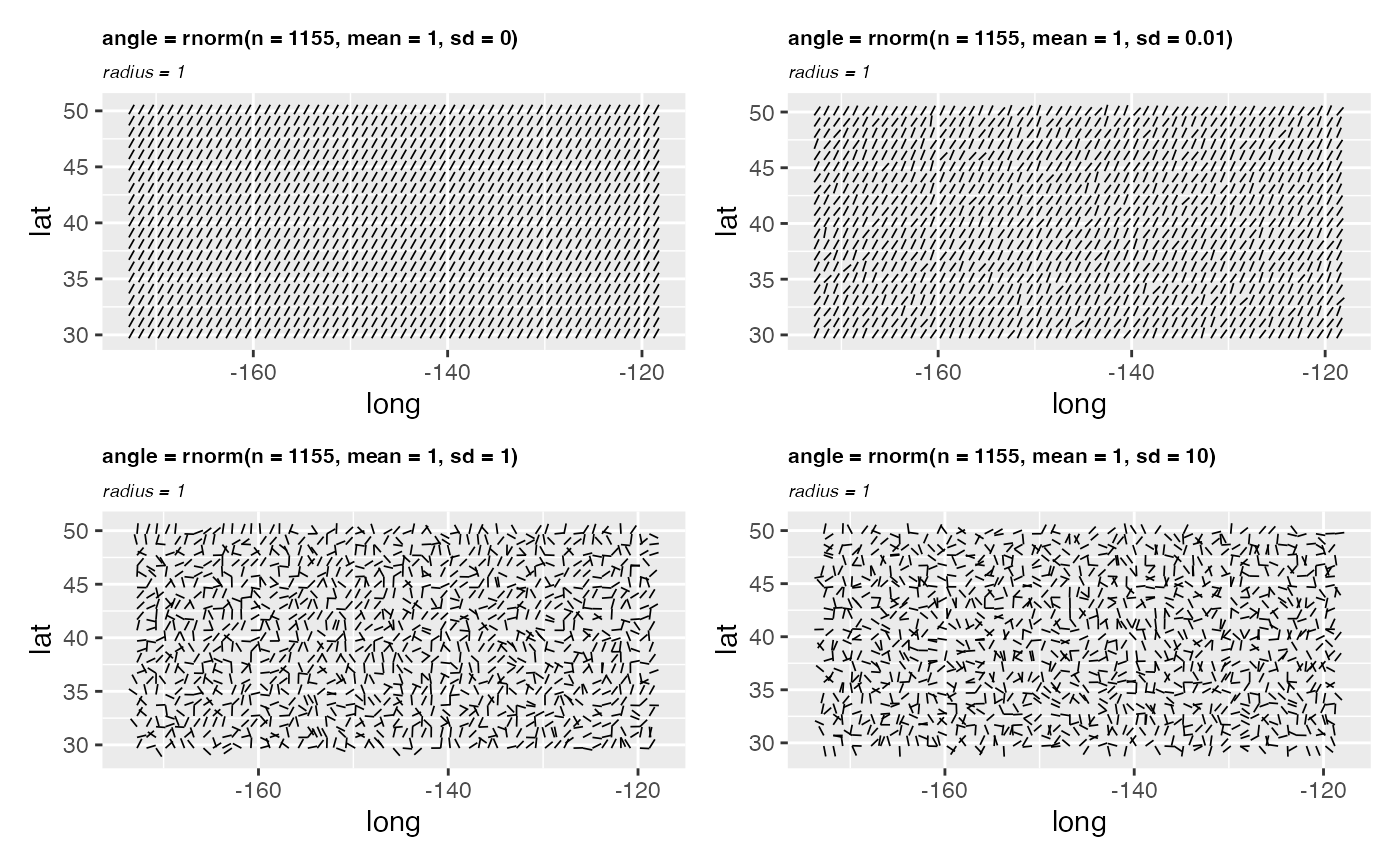 angle = rnorm(n = 1155, mean = 1, sd = 0)
radius = 1
50
45
40
35
30
lat
-160 -140 -120
long
angle = rnorm(n = 1155, mean = 1, sd = 0.01)
radius = 1
50
45
40
35
30
lat
-160 -140 -120
long
angle = rnorm(n = 1155, mean = 1, sd = 1)
radius = 1
50
45
40
35
30
lat
-160 -140 -120
long
angle = rnorm(n = 1155, mean = 1, sd = 10)
radius = 1
50
45
40
35
30
lat
-160 -140 -120
long